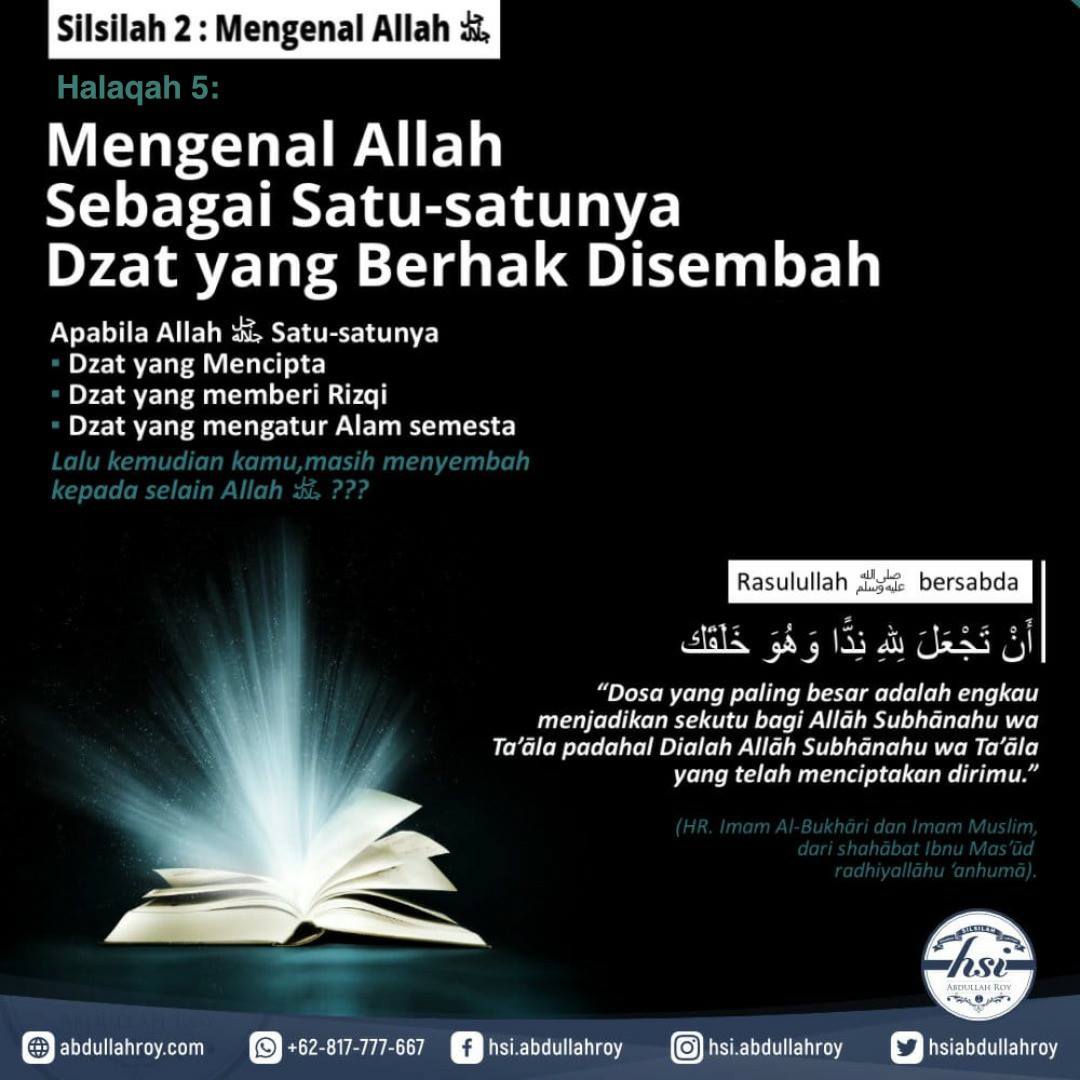 Silsilah 2 : Mengenal Allah ﷻ
Halaqah 5:
Mengenal Allah
Sebagai Satu-satunya
Dzat yang Berhak Disembah
Apabila Allah ﷻ Satu-satunya
▪ Dzat yang Mencipta
▪ Dzat yang memberi Rizqi
▪ Dzat yang mengatur Alam semesta
Lalu kemudian kamu,masih menyembah
kepada selain Allah ﷻ ???
Rasulullah ﷺ bersabda
أَنْ تَجْعَلَ لِلهِ نِدًّا وَهُوَ خَلَقَك
“Dosa yang paling besar adalah engkau
menjadikan sekutu bagi Allāh Subhānahu wa
Ta’āla padahal Dialah Allāh Subhānahu wa Ta’āla
yang telah menciptakan dirimu.”
(HR. Imam Al-Bukhāri dan Imam Muslim,
dari shahābat Ibnu Mas’ūd
radhiyallāhu ‘anhumā).
SILSILAH
hsi
ABDULLAH ROY
abdullahroy.com
+62-817-777-667
hsi.abdullahroy
hsi.abdullahroy
hsiabdullahroy